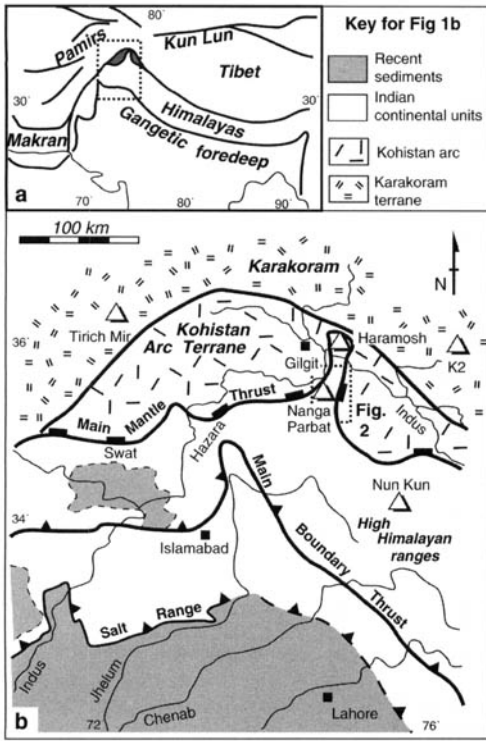 80°
Pamirs
Kun Lun
Tibet
30°
30°
Himalayas
Makran
Gangetic foredeep
a
70°
80°
90°
Key for Fig 1b
Recent
sediments
Indian
continental units
Kohistan arc
Karakoram
terrane
100 km
N
Karakoram
Tirich Mir
36°
Kohistan
Arc Terrane
Gilgit
Haramosh
K2
Main Mantle Thrust
Nanga
Parbat
Fig.
2
Indus
Swat
Hazara
Nun Kun
High
Himalayan
ranges
34°
Islamabad
Main Boundary Thrust
Salt Range
Indus
Jhelum
Chenab
Lahore
b
72
76°